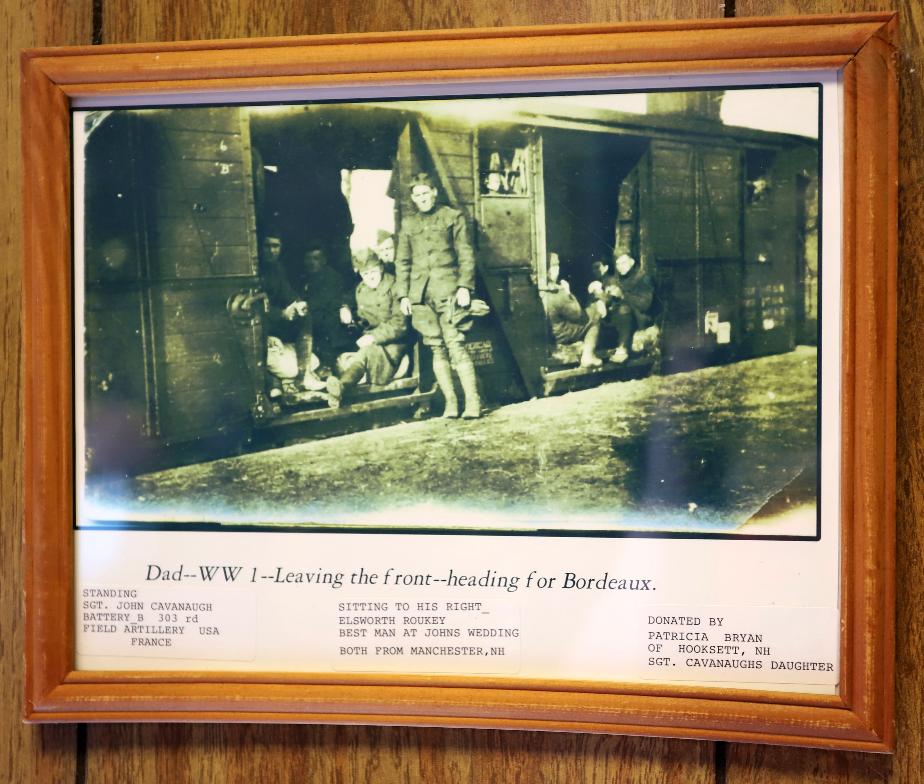 Dad--WW 1--Leaving the front--heading for Bordeaux.
STANDING
SGT. JOHN CAVANAUGH
BATTERY B 303 rd
FIELD ARTILLERY USA
FRANCE
SITTING TO HIS RIGHT_
ELSWORTH ROUKEY
BEST MAN AT JOHNS WEDDING
BOTH FROM MANCHESTER,NH
DONATED BY
PATRICIA BRYAN
OF HOOKSETT, NH
SGT. CAVANAUGHS DAUGHTER